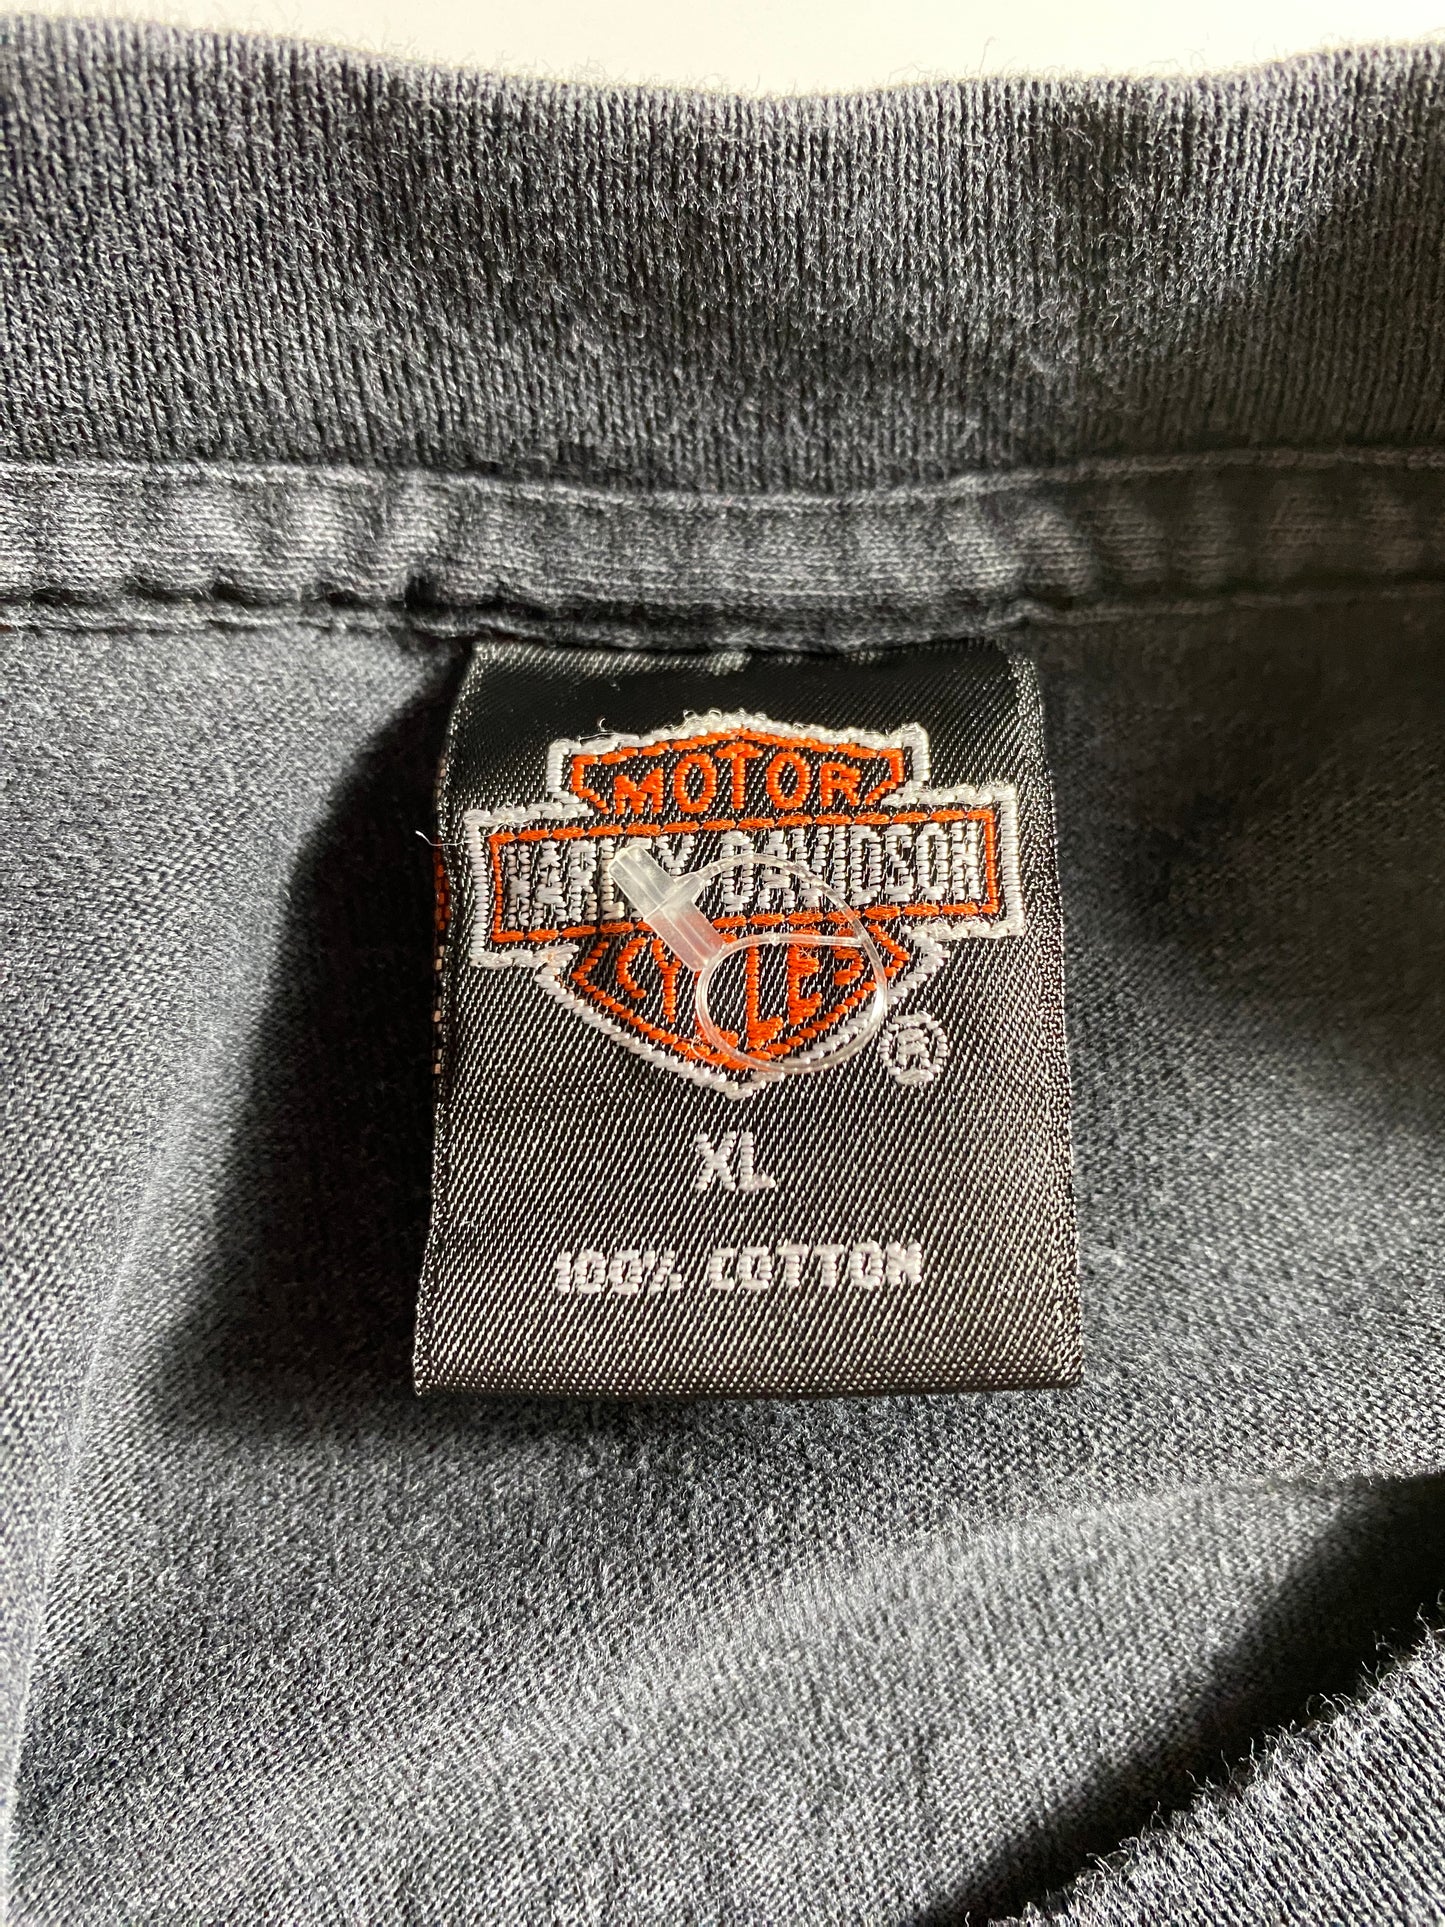 MOTOR
HARLEY-DAVIDSON
CYCLES
®
XL
100% COTTON